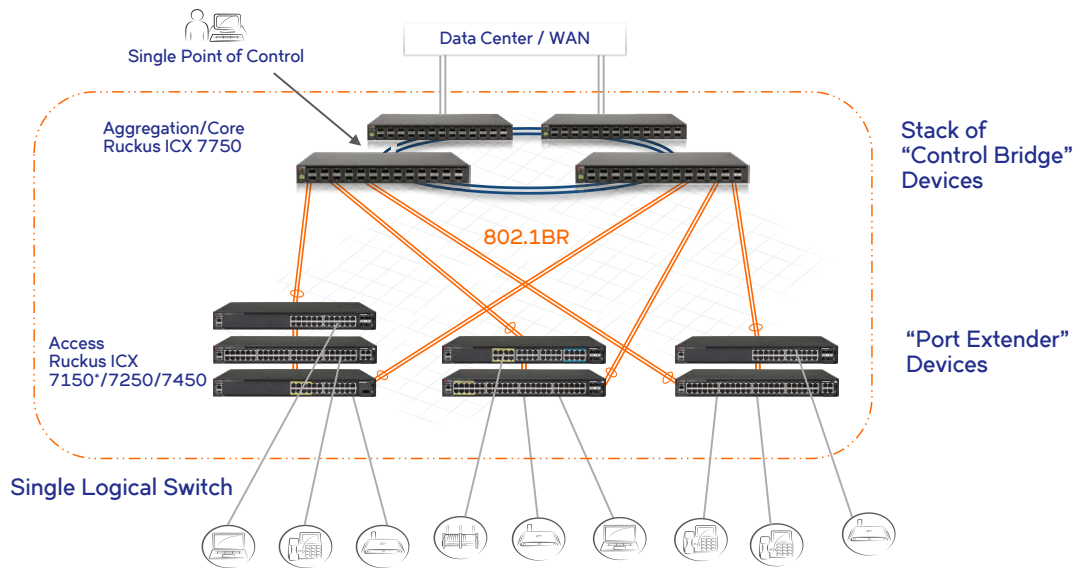 Data Center / WAN
Single Point of Control
Aggregation/Core
Ruckus ICX 7750
Stack of
“Control Bridge”
Devices
802.1BR
Access
Ruckus ICX
7150*/7250/7450
“Port Extender”
Devices
Single Logical Switch